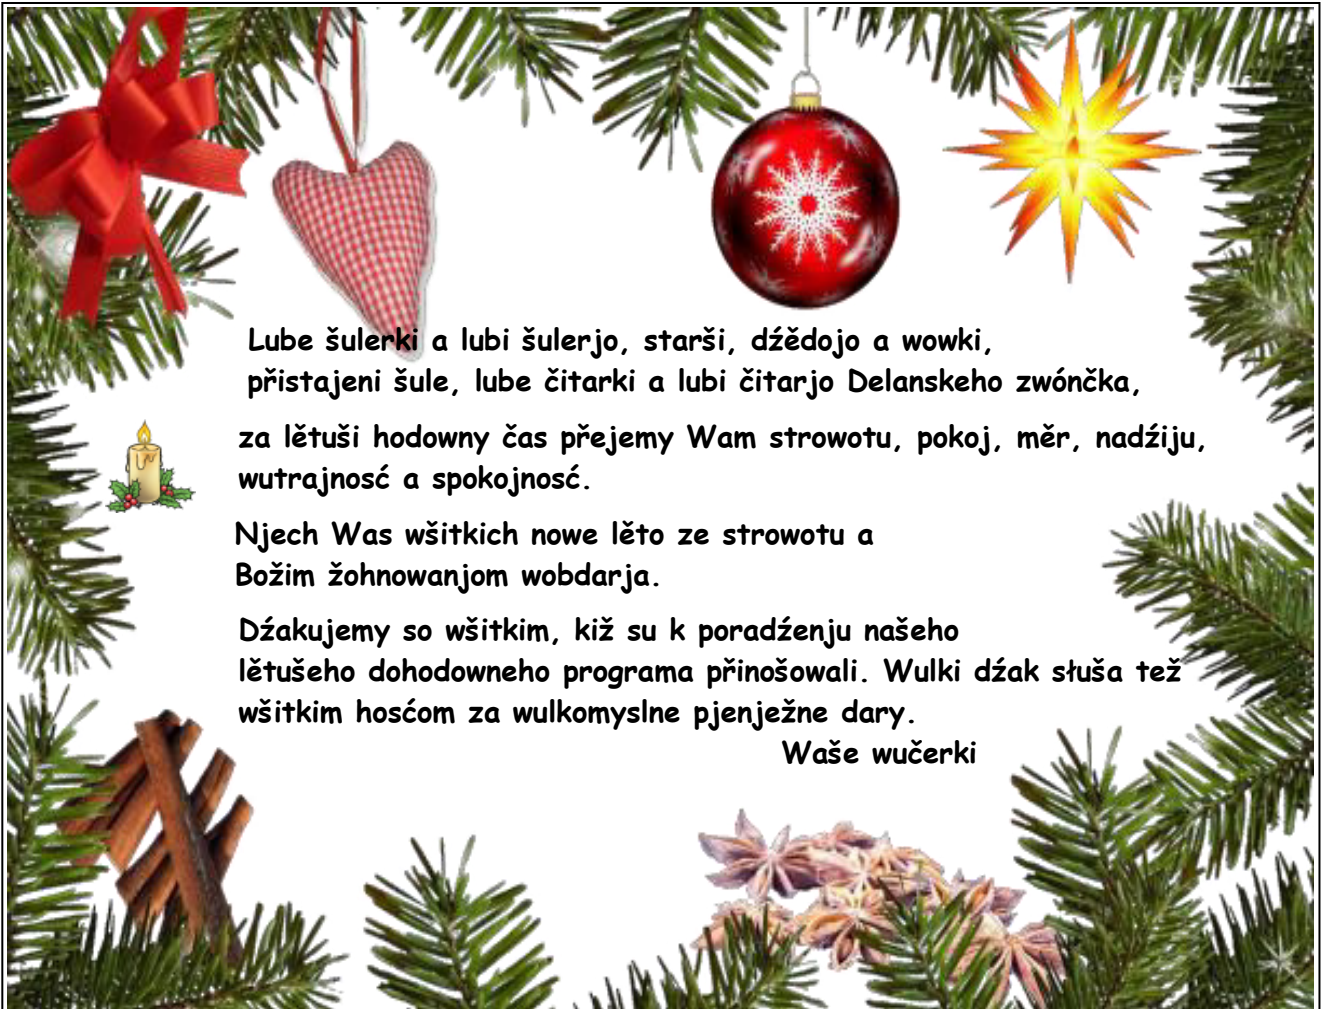 Lube šulerki a lubi šulerjo, starši, dźědojo a wowki,
přistajeni šule, lube čitarki a lubi čitarjo Delanskeho zwónčka,
za lětuši hodowny čas přejemy Wam strowotu, pokoj, měr, nadźiju,
wutrajnosć a spokojnosć.
Njech Was wšitkich nowe lěto ze strowotu a
Božim žohnowanjom wobdarja.
Dźakujemy so wšitkim, kiž su k poradźenju našeho
lětušeho dohodowneho programa přinošowali. Wulki dźak słuša tež
wšitkim hosćom za wulkomyslne pjenježne dary.
Waše wučerki